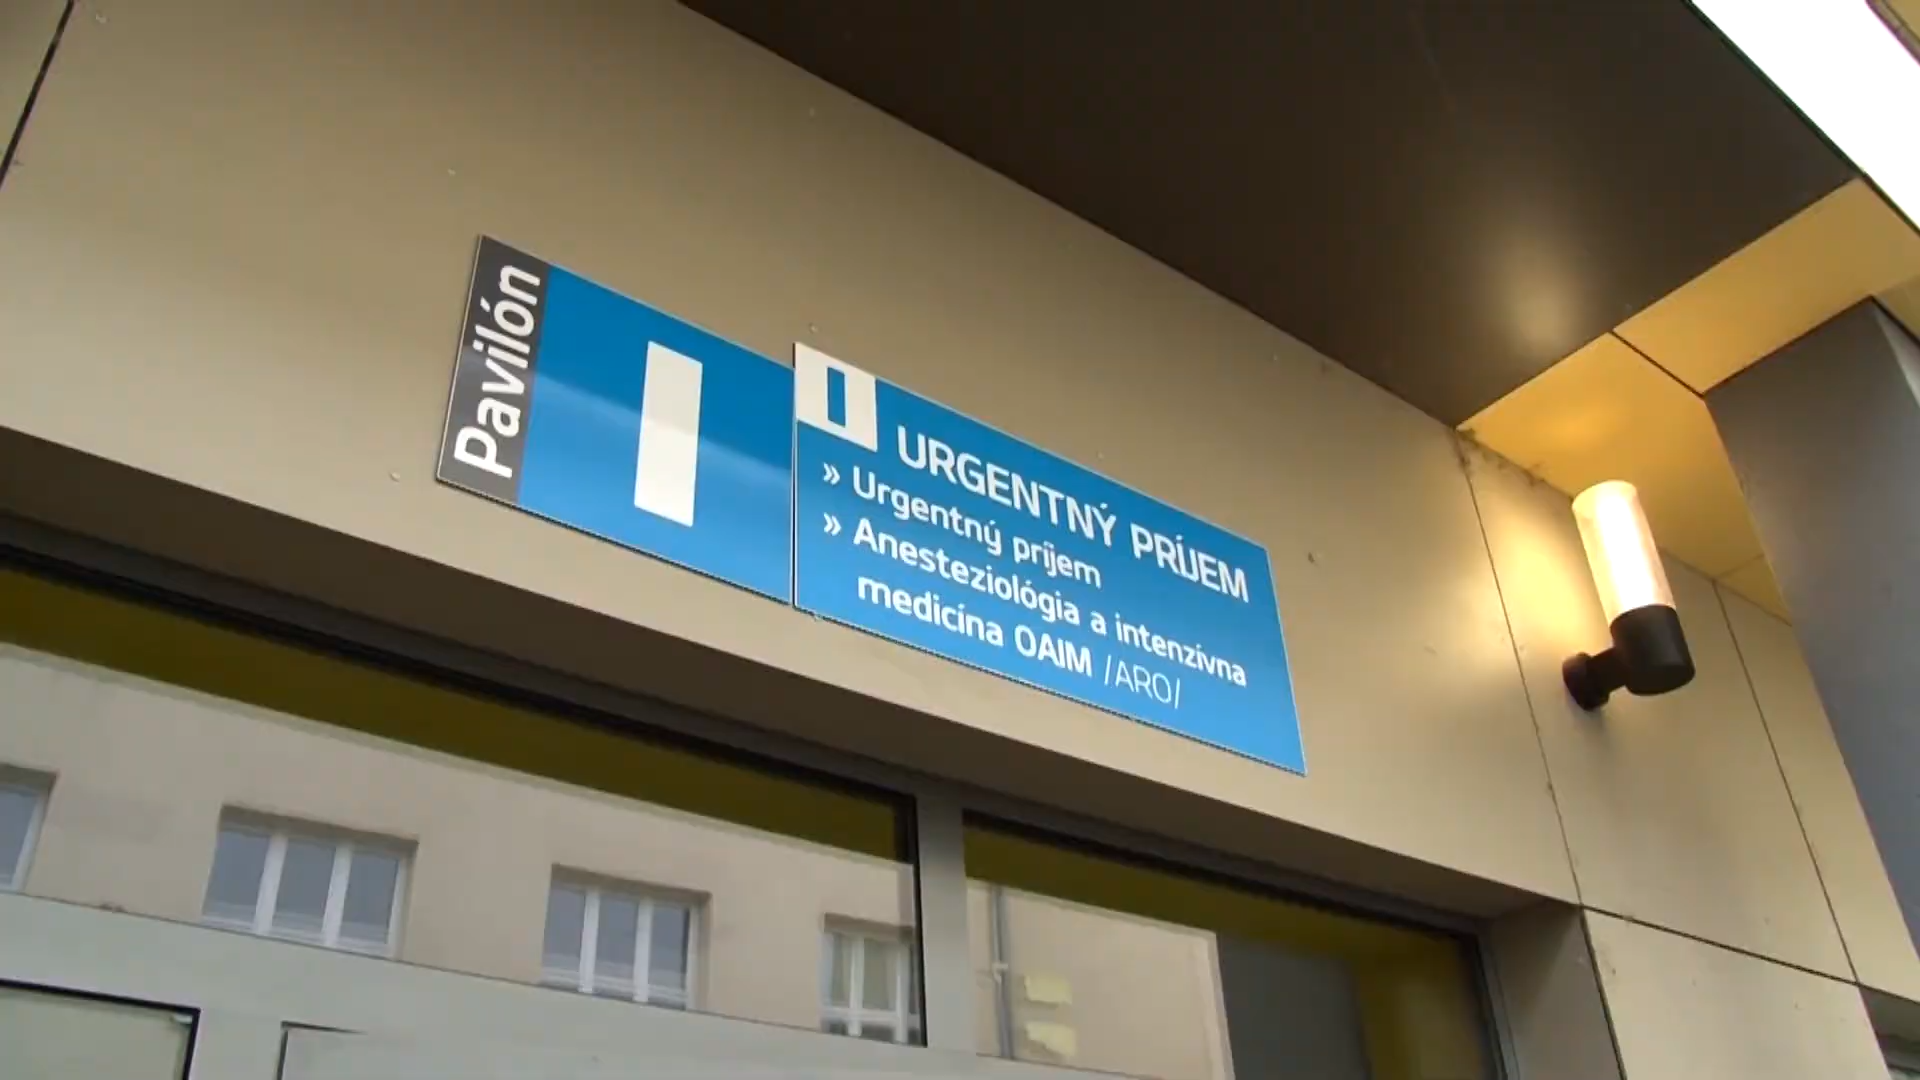 Pavilón
I
I URGENTNÝ PRÍJEM
» Urgentný príjem
» Anesteziológia a intenzívna
medicína OAIM /ARO/